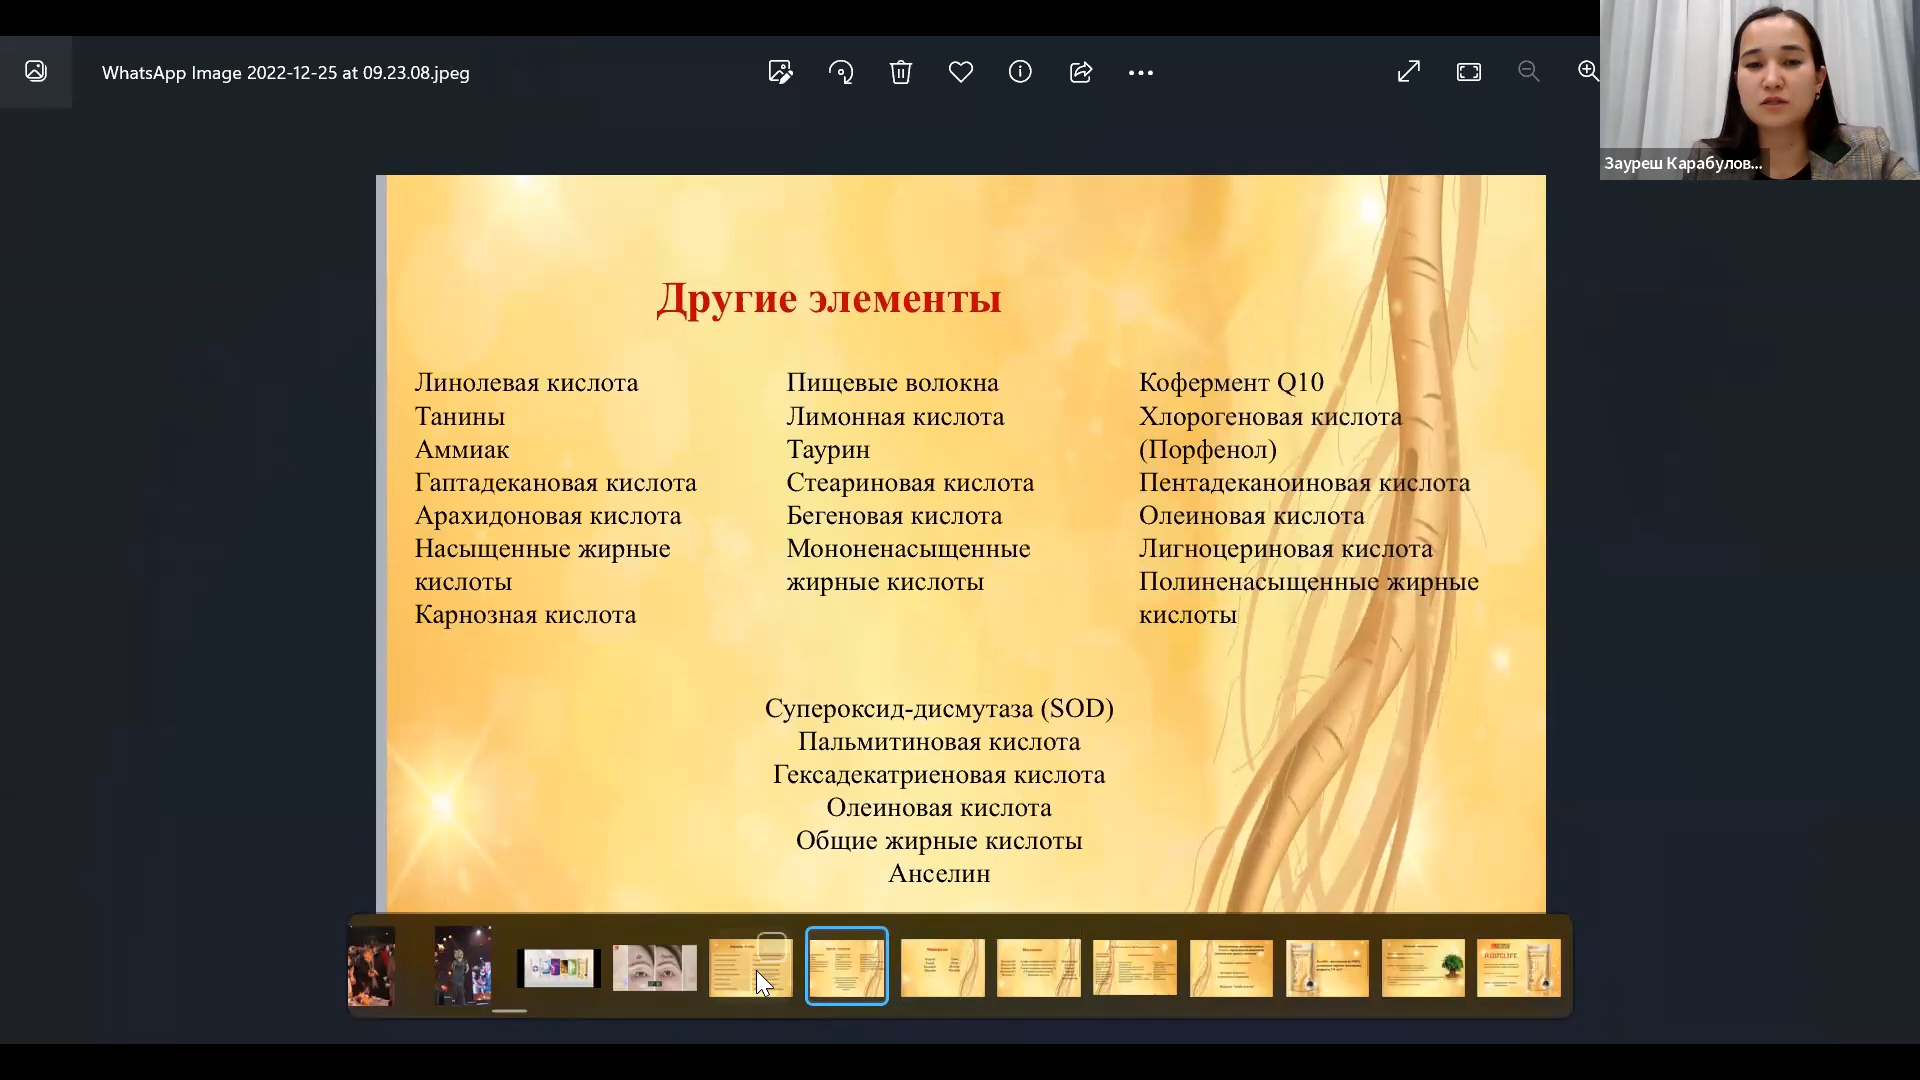 WhatsApp Image 2022-12-25 at 09.23.08.jpeg
Зауреш Карабулов...
Другие элементы
Линолевая кислота
Танины
Аммиак
Гаптадекановая кислота
Арахидоновая кислота
Насыщенные жирные
кислоты
Карнозная кислота
Пищевые волокна
Лимонная кислота
Таурин
Стеариновая кислота
Бегеновая кислота
Мононенасыщенные
жирные кислоты
Кофермент Q10
Хлорогеновая кислота
(Порфенол)
Пентадеканоиновая кислота
Олеиновая кислота
Лигноцериновая кислота
Полиненасыщенные жирные
кислоты
Супероксид-дисмутаза (SOD)
Пальмитиновая кислота
Гексадекатриеновая кислота
Олеиновая кислота
Общие жирные кислоты
Анселин